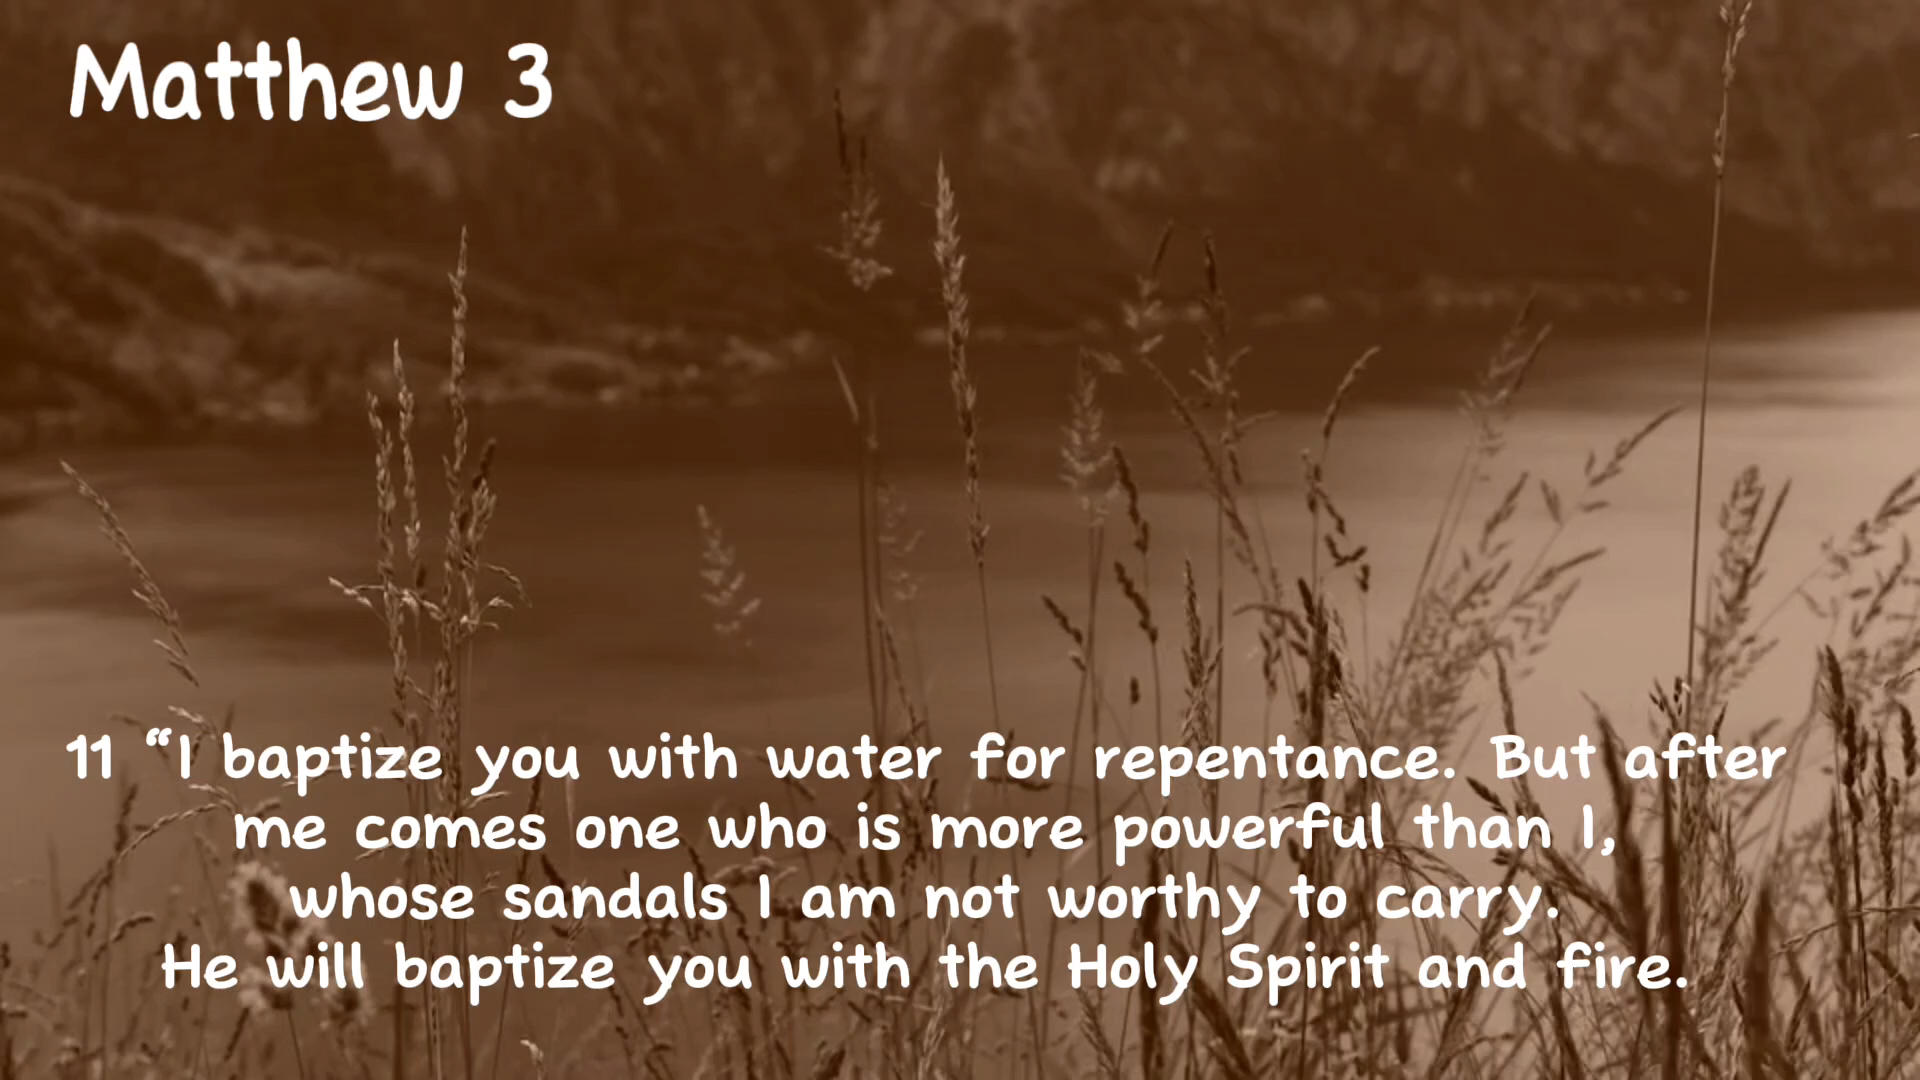 Matthew 3
11 “I baptize you with water for repentance. But after
me comes one who is more powerful than I,
whose sandals I am not worthy to carry.
He will baptize you with the Holy Spirit and fire.